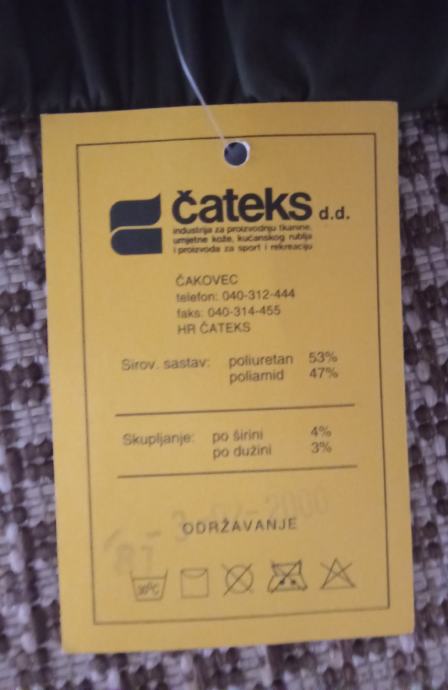 čateks d.d.
industrija za proizvodnju tkanine,
umjetne kože, kućanskog rublja
i proizvoda za sport i rekreaciju
ČAKOVEC
telefon: 040-312-444
faks: 040-314-455
HR ČATEKS
Sirov. sastav: poliuretan 53%
poliamid 47%
Skupljanje: po širini 4%
po dužini 3%
ODRŽAVANJE
30°C